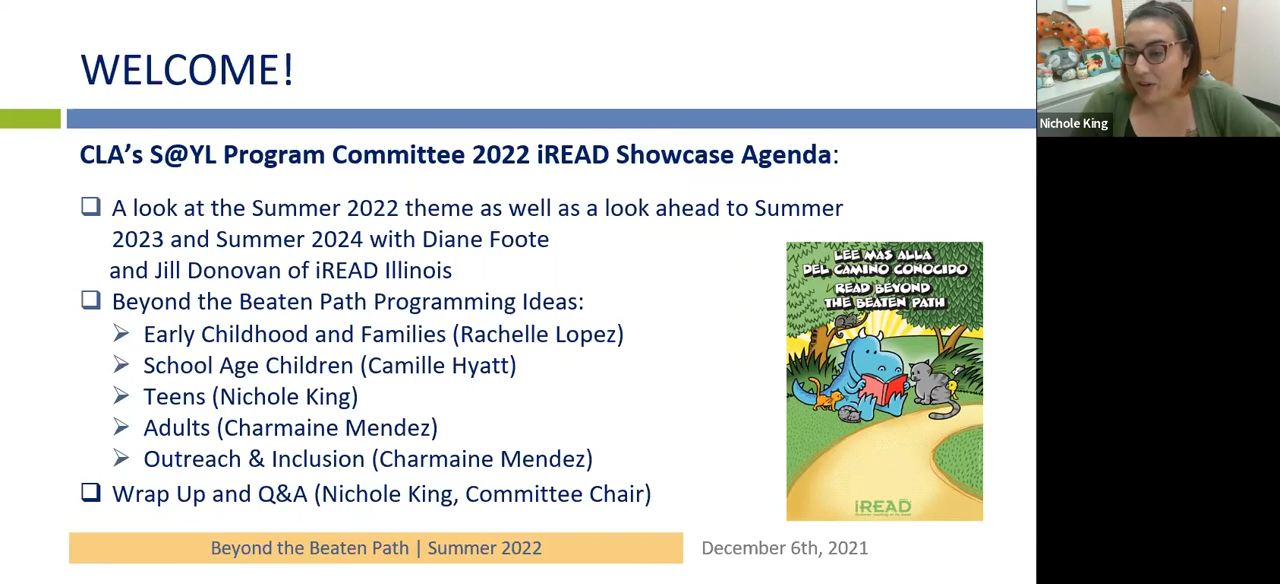 WELCOME!
CLA's S@YL Program Committee 2022 iREAD Showcase Agenda:
A look at the Summer 2022 theme as well as a look ahead to Summer
2023 and Summer 2024 with Diane Foote
and Jill Donovan of iREAD Illinois
Beyond the Beaten Path Programming Ideas:
Early Childhood and Families (Rachelle Lopez)
School Age Children (Camille Hyatt)
Teens (Nichole King)
Adults (Charmaine Mendez)
Outreach & Inclusion (Charmaine Mendez)
Wrap Up and Q&A (Nichole King, Committee Chair)
LEE MÁS ALLÁ
DEL CAMINO CONOCIDO
READ BEYOND
THE BEATEN PATH
iREAD
Beyond the Beaten Path | Summer 2022
December 6th, 2021
Nichole King